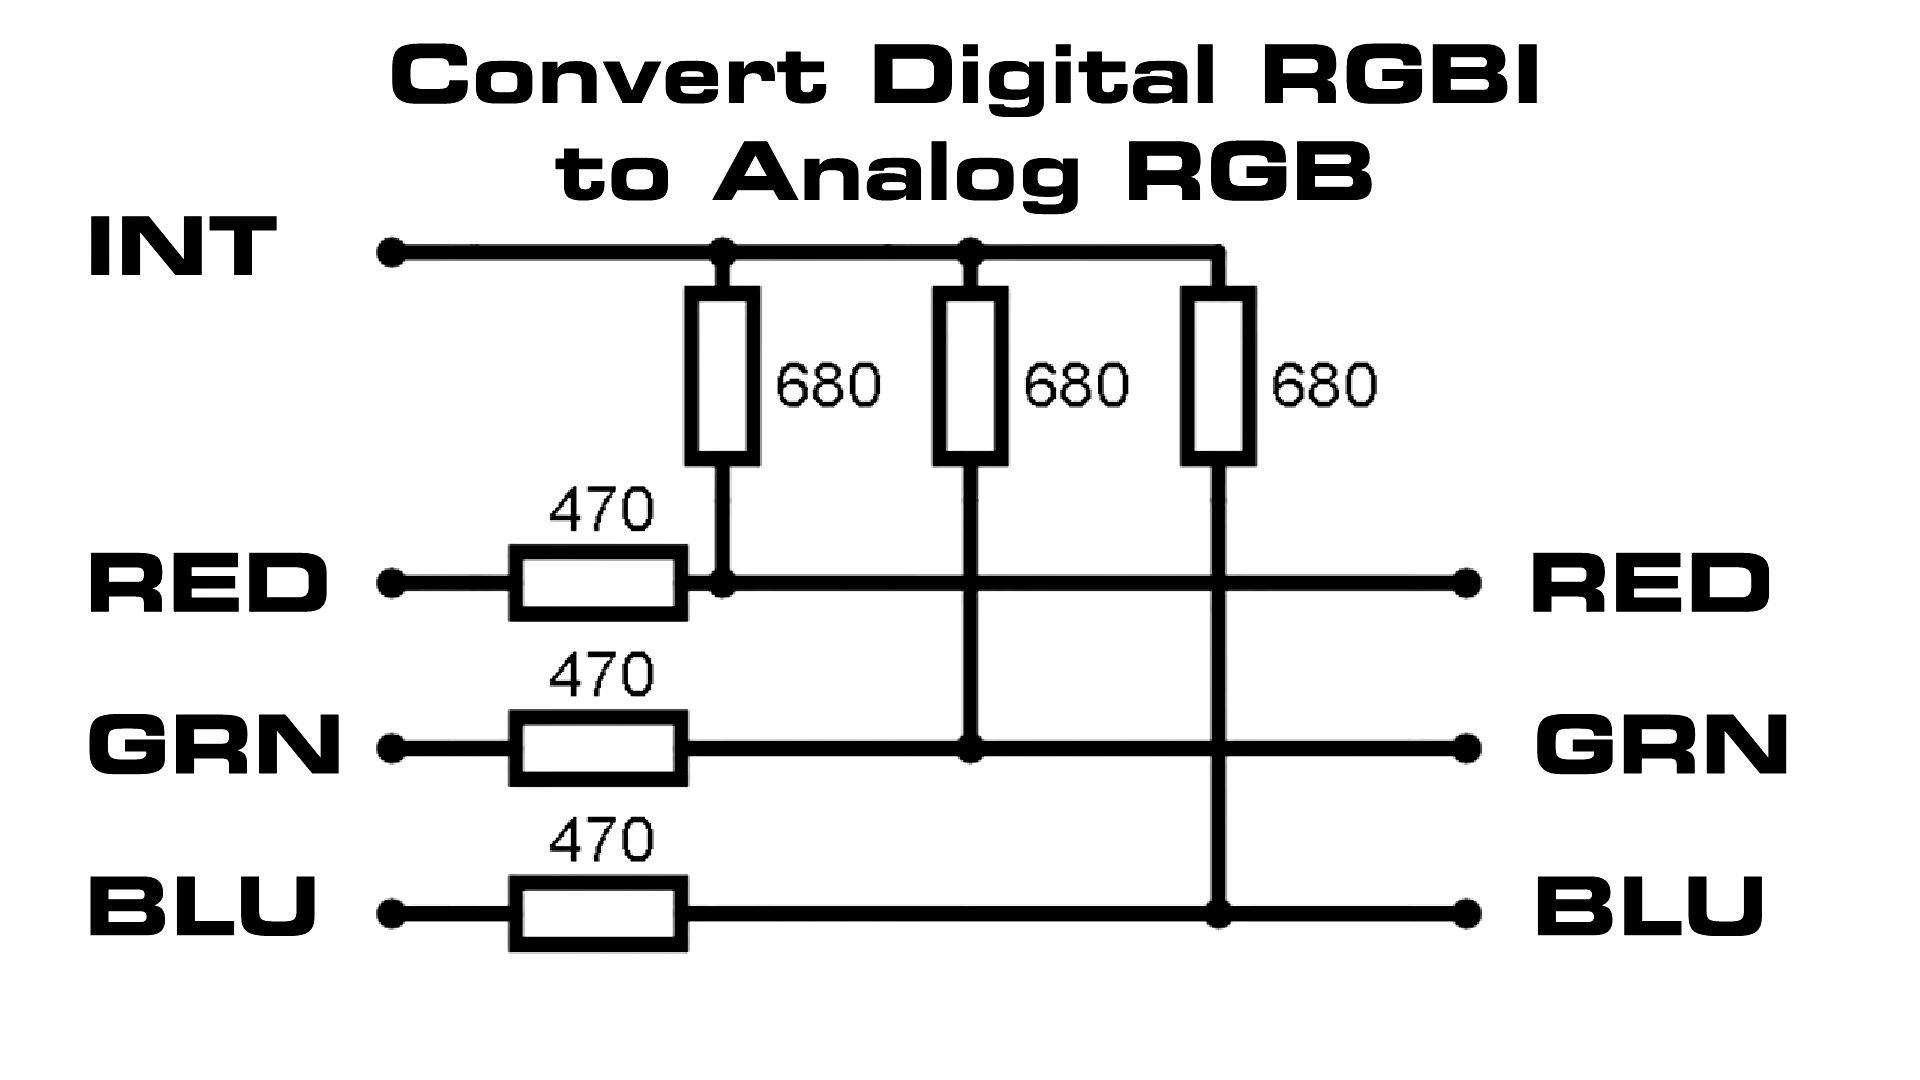 Convert Digital RGBI
to Analog RGB
INT
680 680 680
470
RED RED
470
GRN GRN
470
BLU BLU